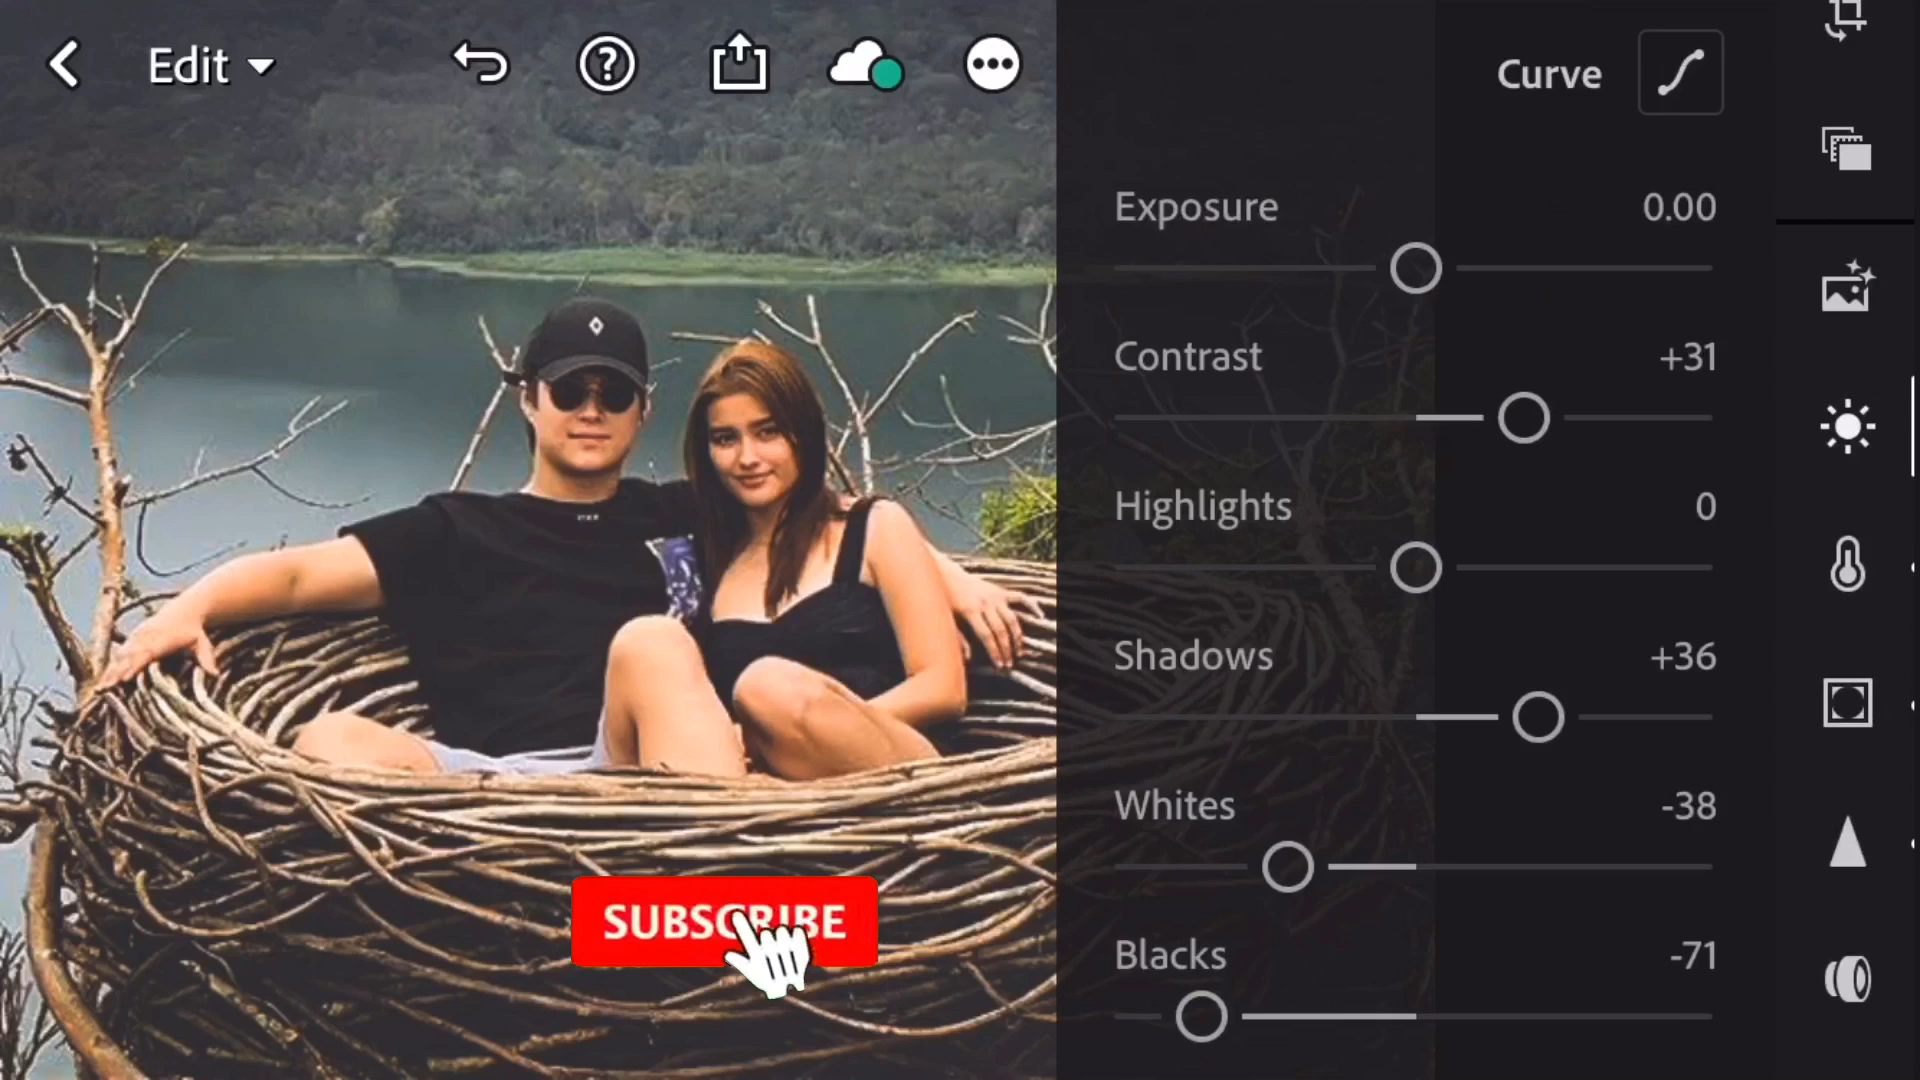 Edit
Curve
Exposure 0.00
Contrast +31
Highlights 0
Shadows +36
Whites -38
SUBSCRIBE
Blacks -71